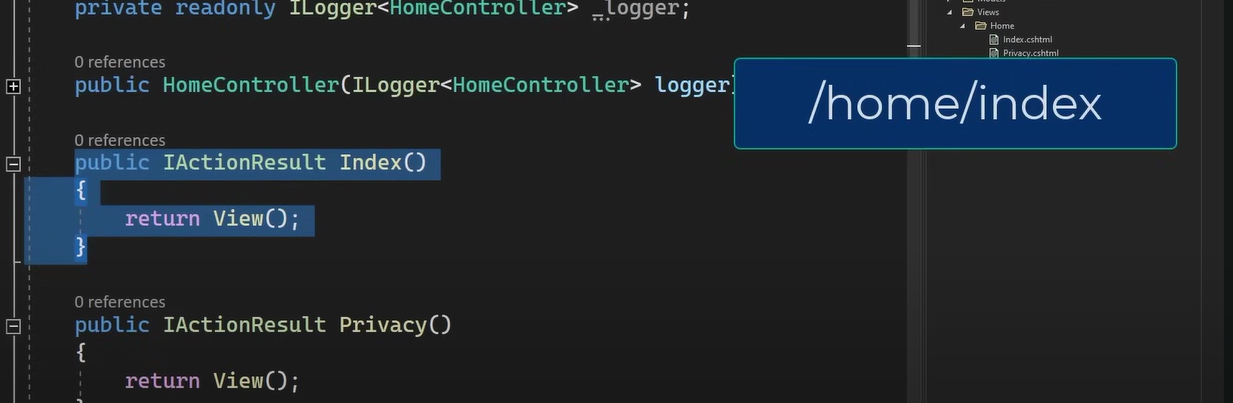 private readonly ILogger<HomeController> _logger;
0 references
public HomeController(ILogger<HomeController> logger)
0 references
public IActionResult Index()
{
return View();
}
0 references
public IActionResult Privacy()
{
return View();
Views
Home
Index.cshtml
Privacy.cshtml
/home/index